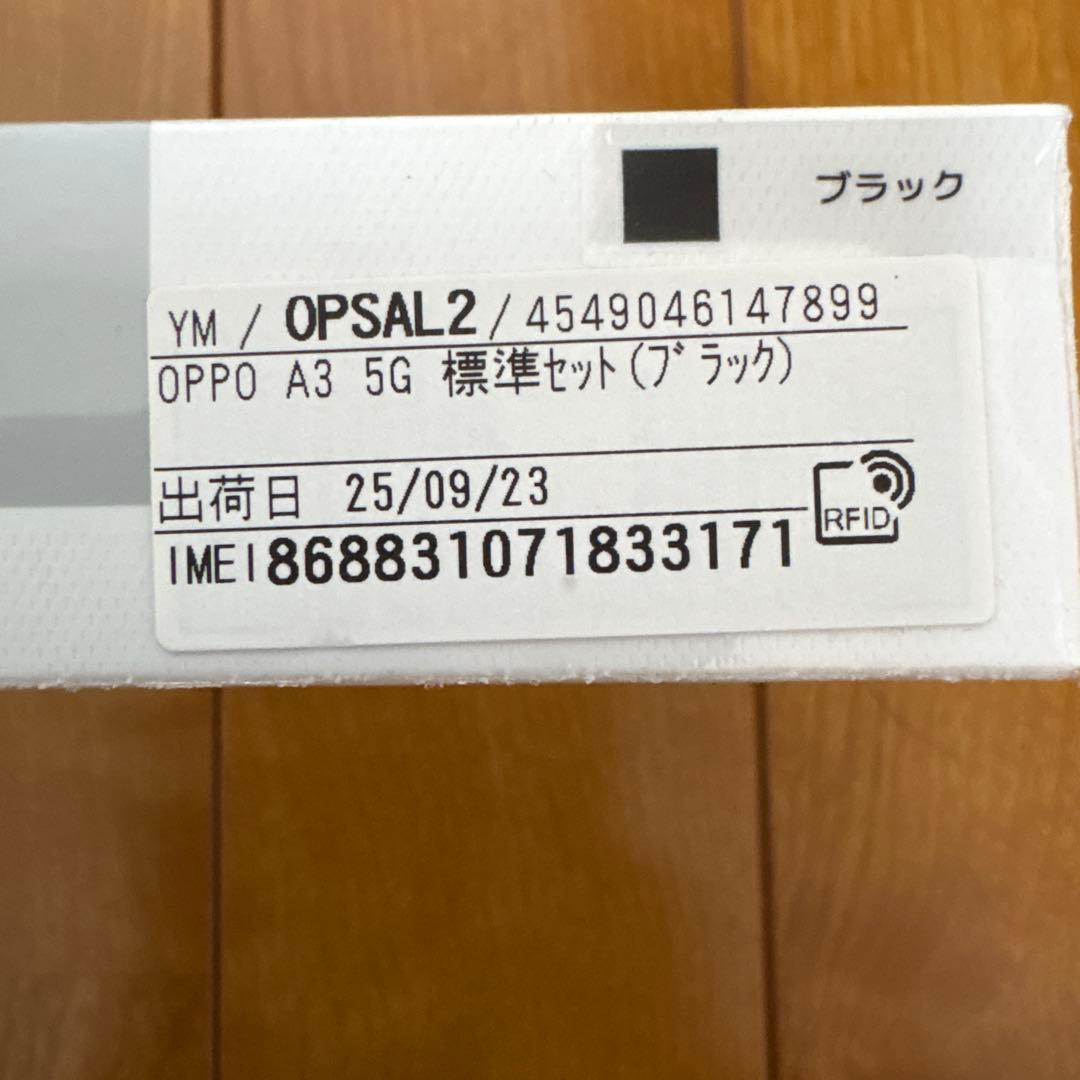 ブラック
YM / OPSAL2 / 4549046147899
OPPO A3 5G 標準ｾｯﾄ(ﾌﾞﾗｯｸ)
出荷日 25/09/23
RFID
IMEI868831071833171